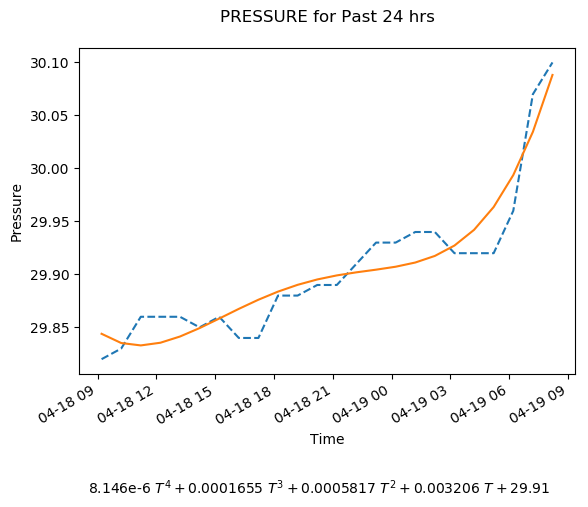 PRESSURE for Past 24 hrs
30.10
30.05
30.00
29.95
29.90
29.85
Pressure
04-18 09 04-18 12 04-18 15 04-18 18 04-18 21 04-19 00 04-19 03 04-19 06 04-19 09
Time
8.146e-6 T⁴ + 0.0001655 T³ + 0.0005817 T² + 0.003206 T + 29.91